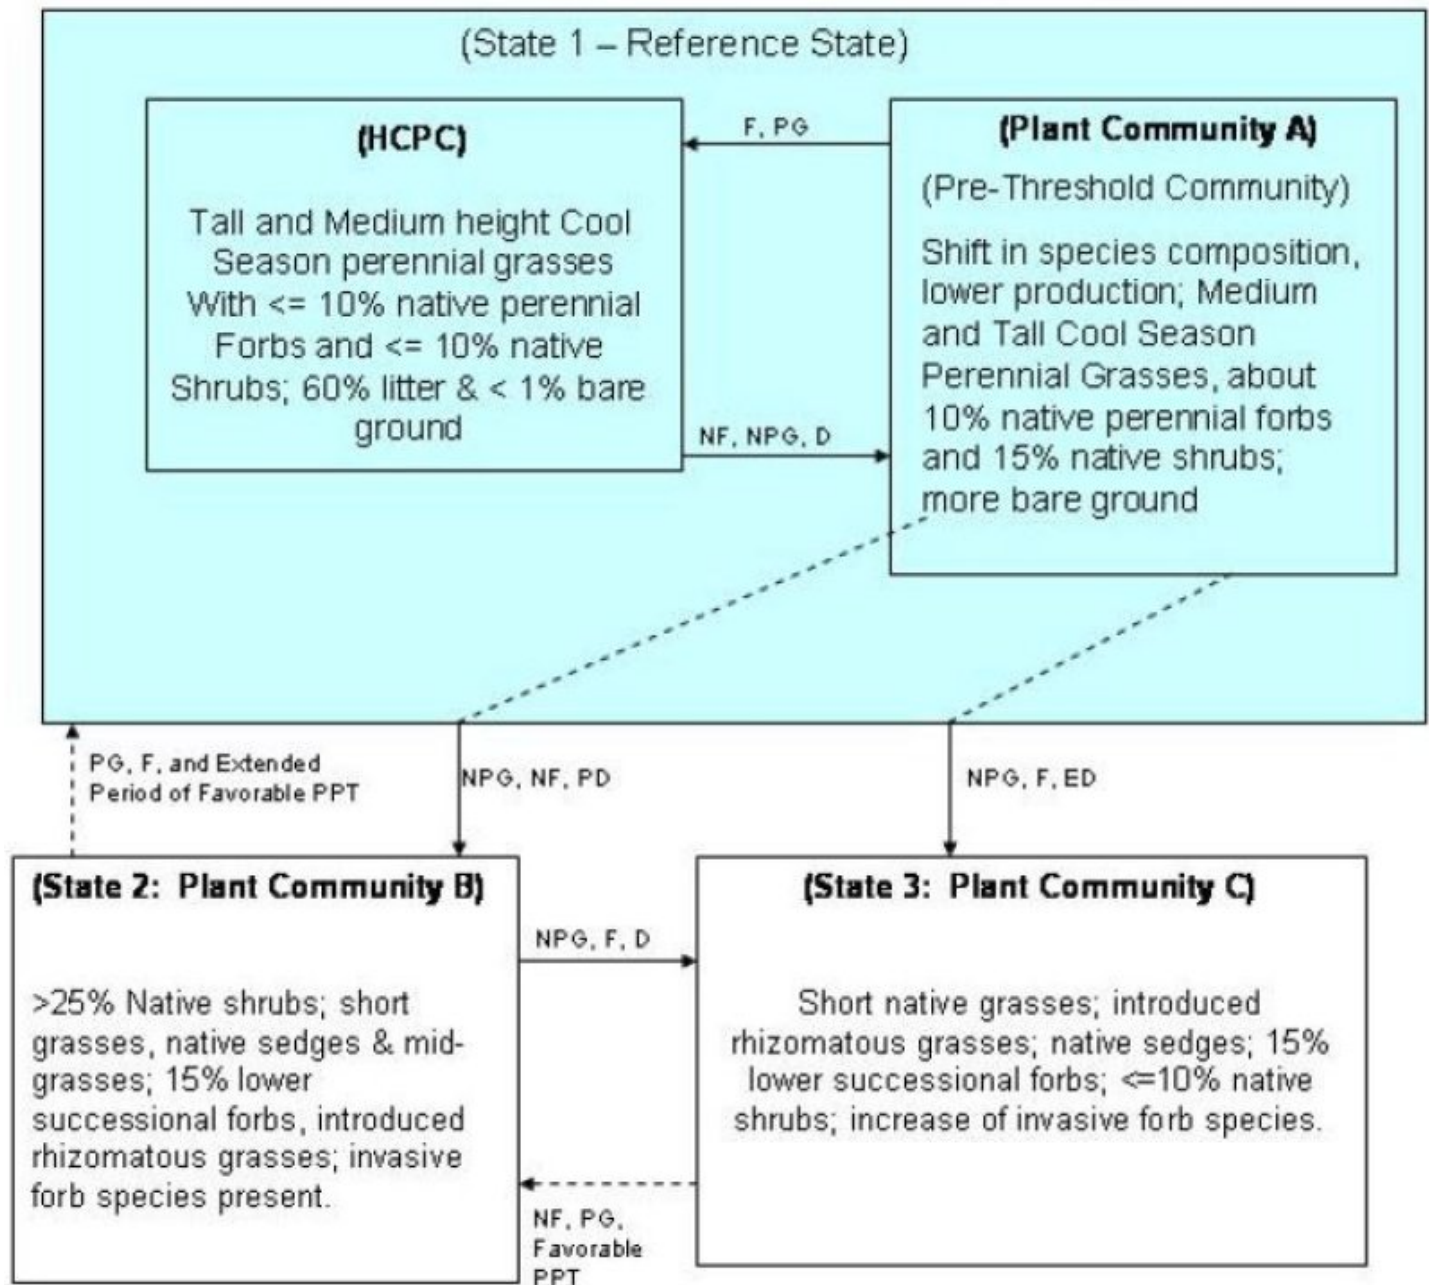 (State 1 – Reference State)
(HCPC)
Tall and Medium height Cool
Season perennial grasses
With <= 10% native perennial
Forbs and <= 10% native
Shrubs; 60% litter & < 1% bare
ground
F, PG
NF, NPG, D
(Plant Community A)
(Pre-Threshold Community)
Shift in species composition,
lower production; Medium
and Tall Cool Season
Perennial Grasses, about
10% native perennial forbs
and 15% native shrubs;
more bare ground
PG, F, and Extended
Period of Favorable PPT
NPG, NF, PD
NPG, F, ED
(State 2: Plant Community B)
>25% Native shrubs; short
grasses, native sedges & mid-
grasses; 15% lower
successional forbs, introduced
rhizomatous grasses; invasive
forb species present.
NPG, F, D
NF, PG,
Favorable
PPT
(State 3: Plant Community C)
Short native grasses; introduced
rhizomatous grasses; native sedges; 15%
lower successional forbs; <=10% native
shrubs; increase of invasive forb species.